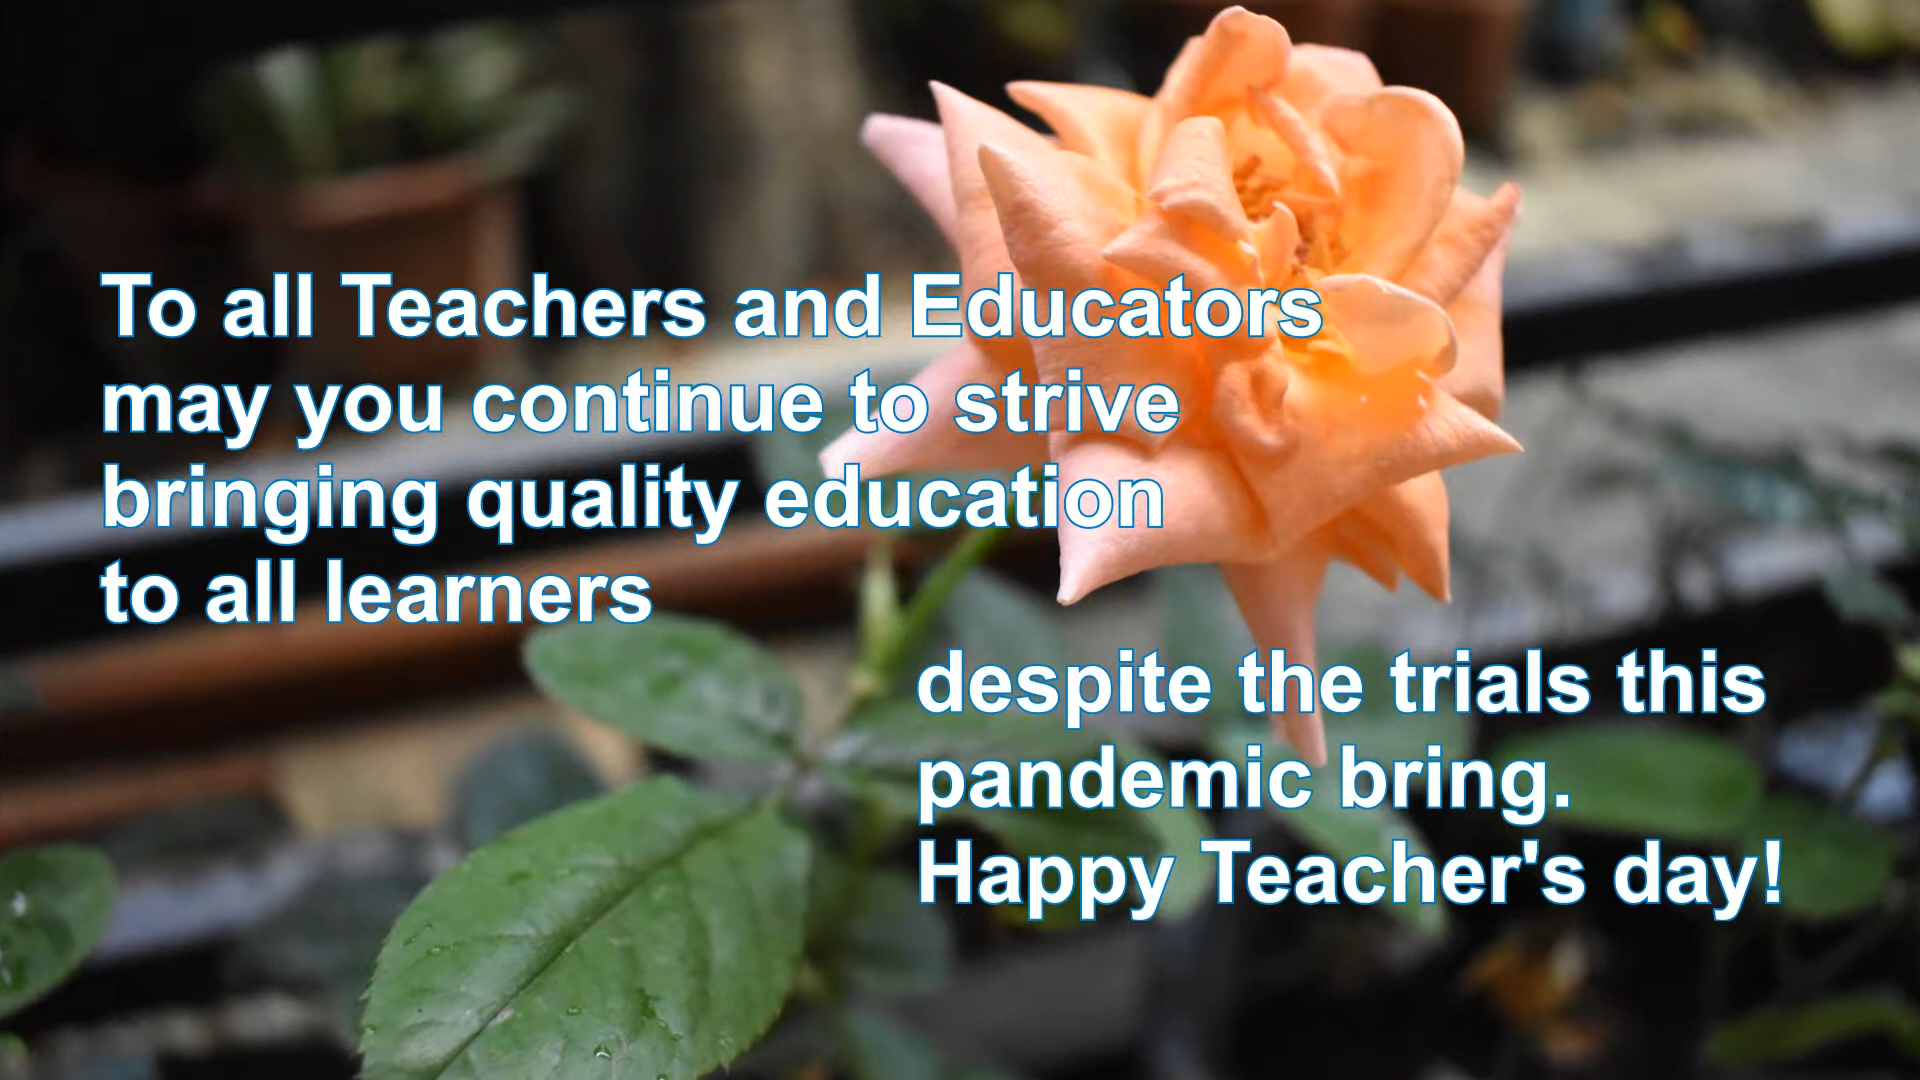 To all Teachers and Educators
may you continue to strive
bringing quality education
to all learners
despite the trials this
pandemic bring.
Happy Teacher's day!